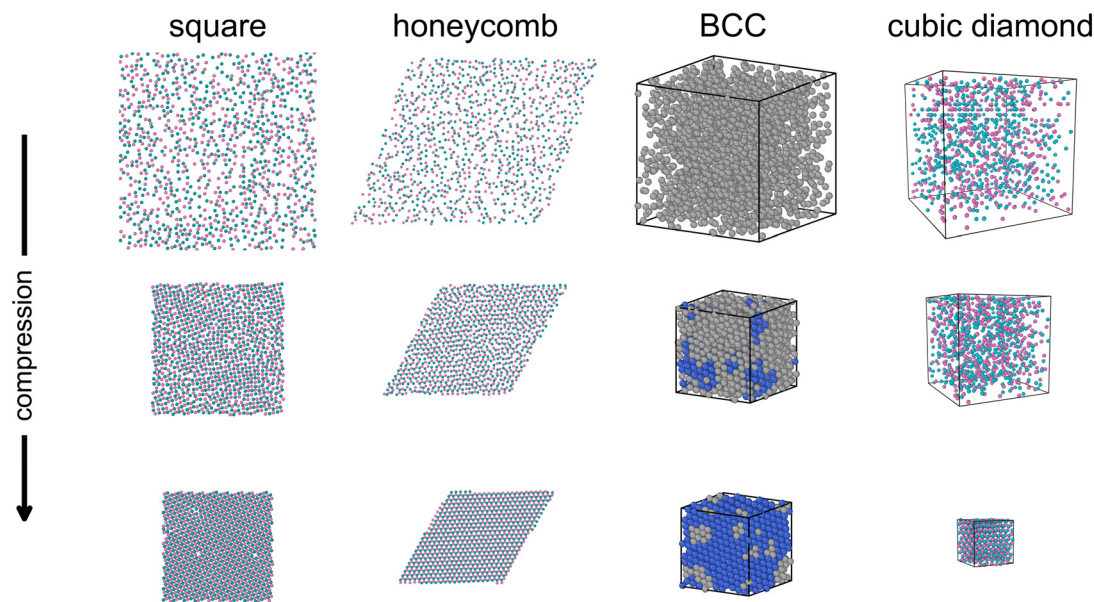 square
honeycomb
BCC
cubic diamond
compression